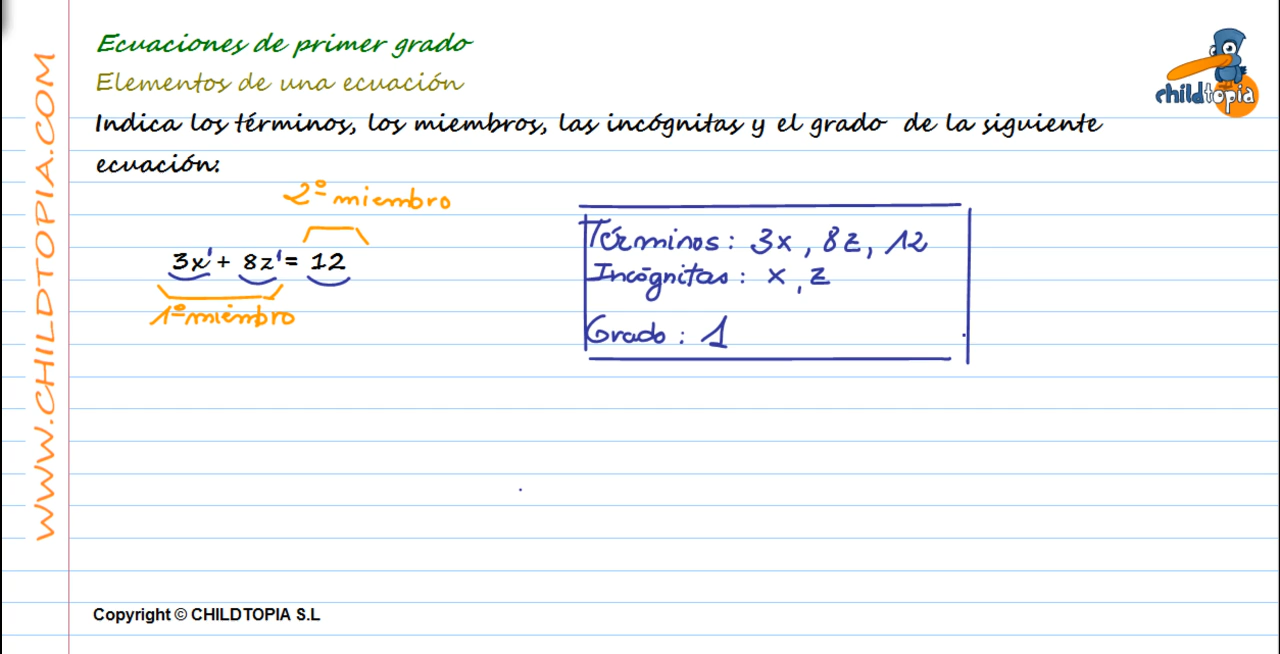 Ecuaciones de primer grado
Elementos de una ecuación
childtopia
Indica los términos, los miembros, las incógnitas y el grado de la siguiente
ecuación:
2º miembro
3x¹ + 8z¹ = 12
1º miembro
Términos: 3x, 8z, 12
Incógnitas: x, z
Grado: 1
WWW.CHILDTOPIA.COM
Copyright © CHILDTOPIA S.L